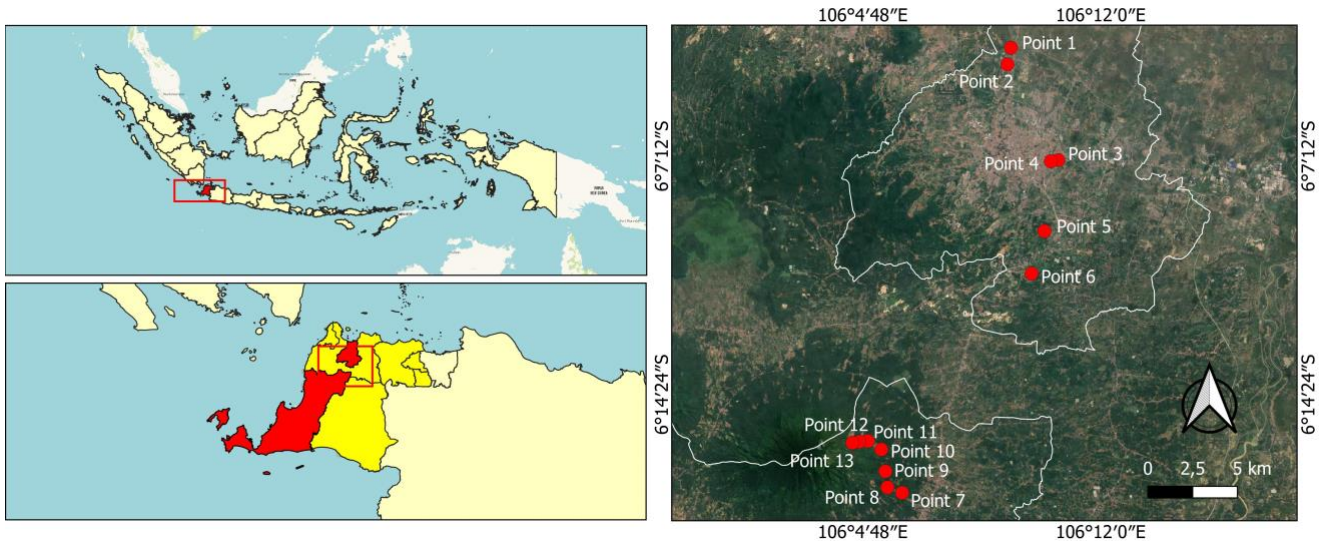 106°4′48″E
106°12′0″E
Point 1
Point 2
6°7′12″S
6°7′12″S
Point 4
Point 3
Point 5
Point 6
6°14′24″S
6°14′24″S
Point 12
Point 11
Point 10
Point 13
Point 9
Point 8
Point 7
0 2,5 5 km
106°4′48″E
106°12′0″E